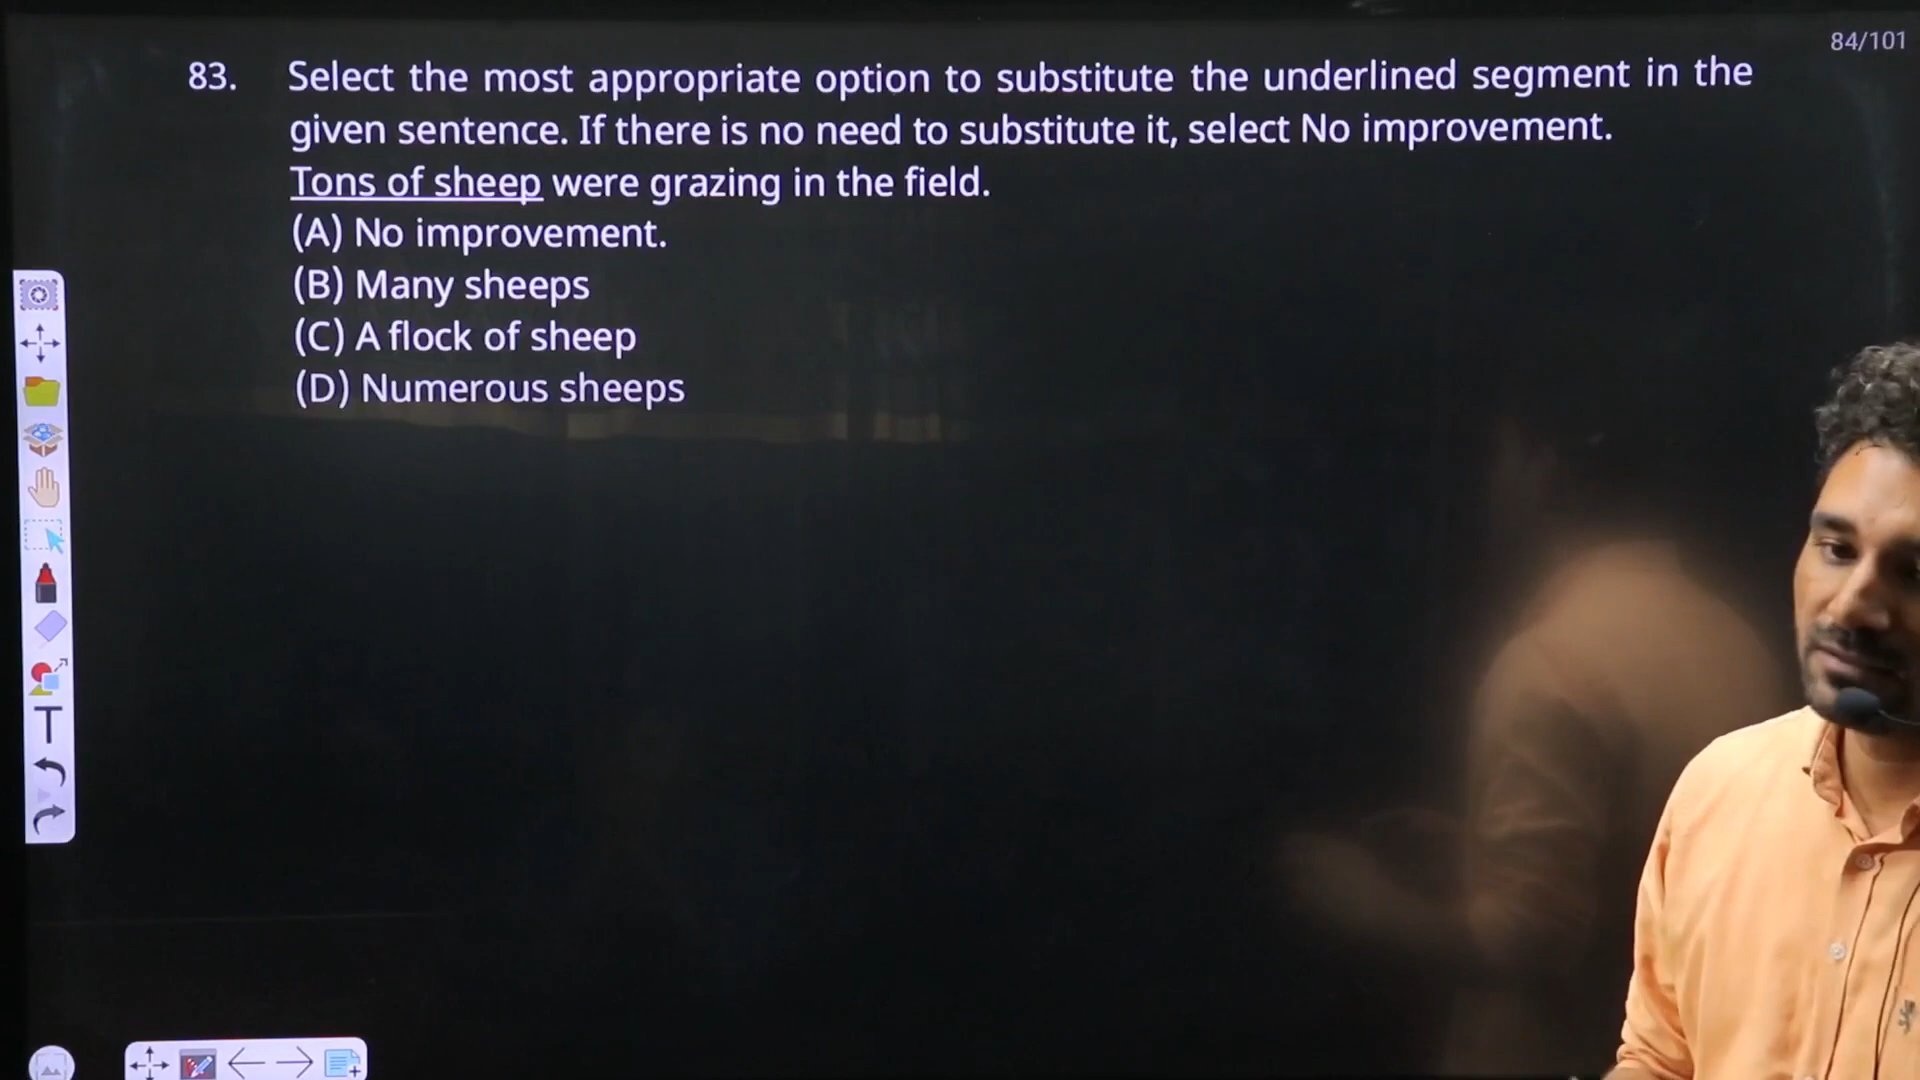 84/101
83. Select the most appropriate option to substitute the underlined segment in the
given sentence. If there is no need to substitute it, select No improvement.
Tons of sheep were grazing in the field.
(A) No improvement.
(B) Many sheeps
(C) A flock of sheep
(D) Numerous sheeps
T